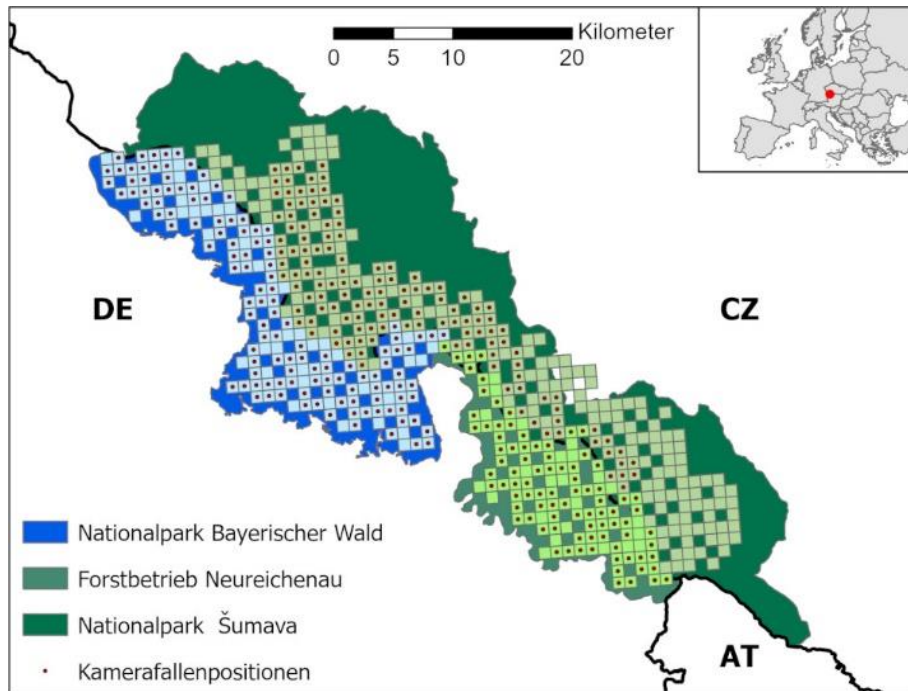 Kilometer
0 5 10 20
DE
CZ
Nationalpark Bayerischer Wald
Forstbetrieb Neureichenau
Nationalpark Šumava
Kamerafallenpositionen
AT